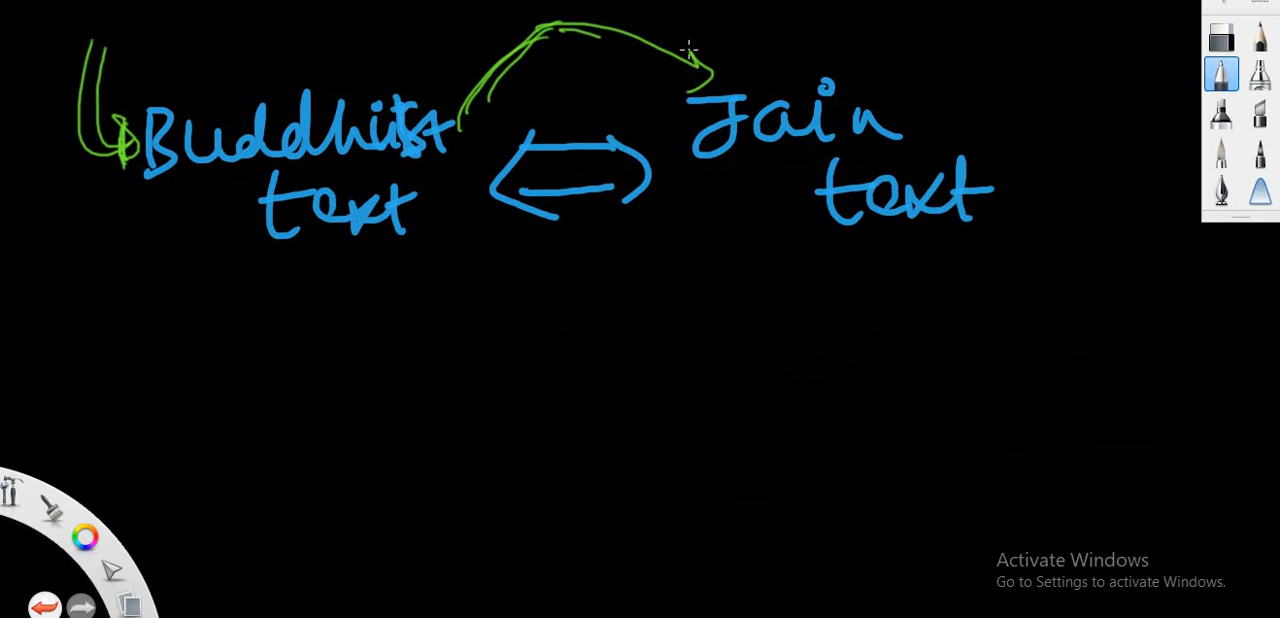 Buddhist Jain
text text
Activate Windows
Go to Settings to activate Windows.